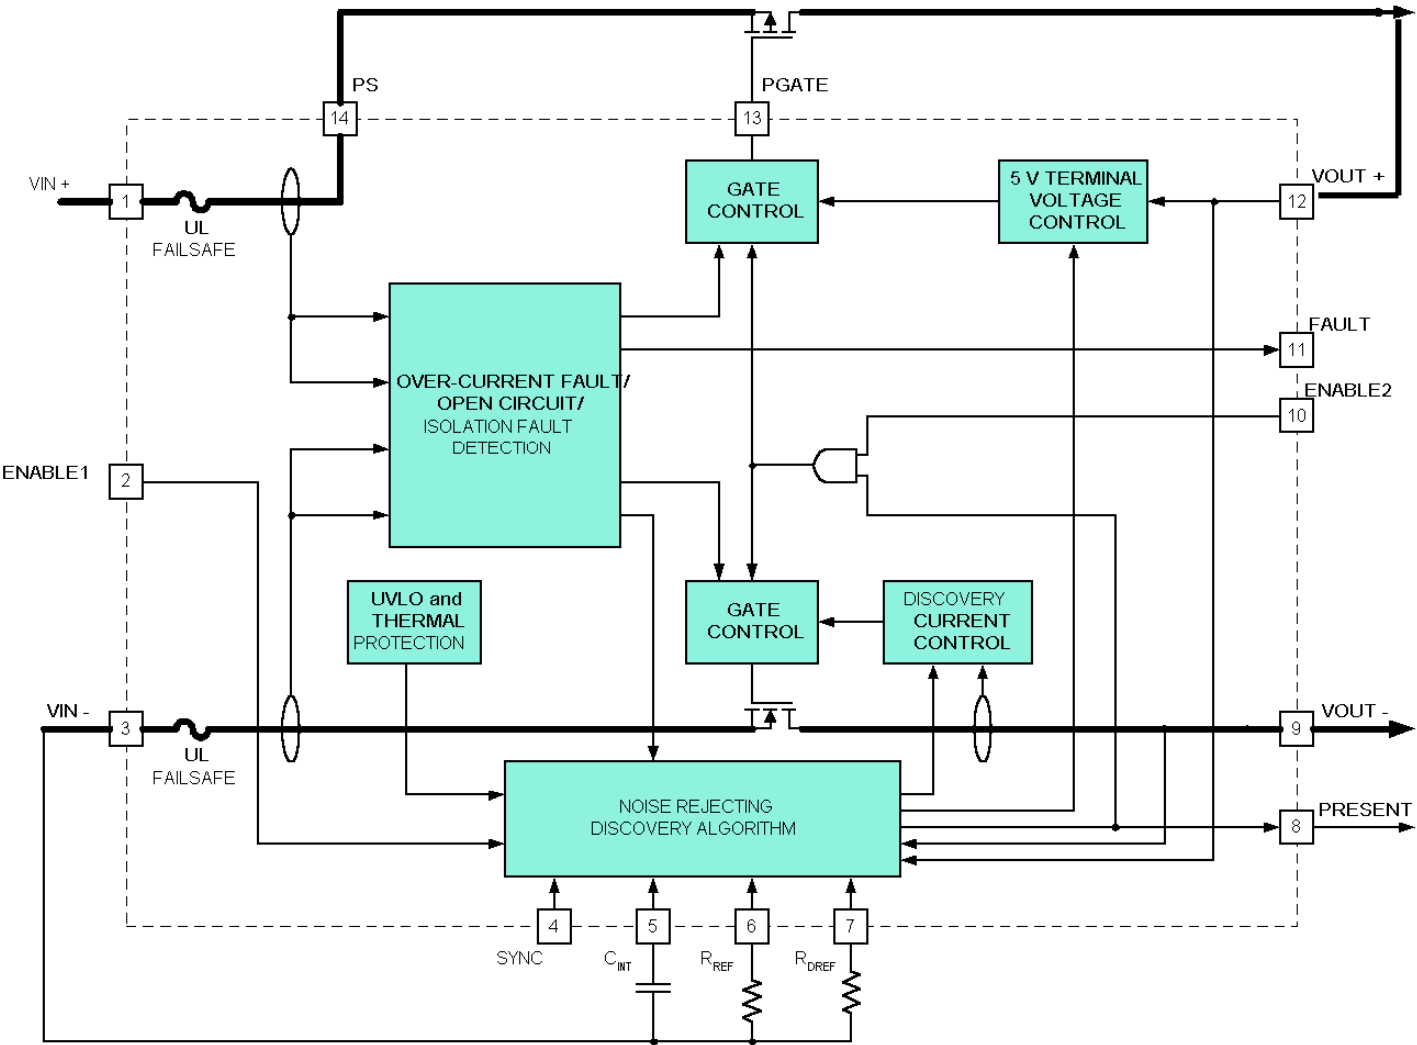 PS
PGATE
14
13
VIN +
1
UL
FAILSAFE
GATE
CONTROL
5 V TERMINAL
VOLTAGE
CONTROL
VOUT +
12
FAULT
11
ENABLE2
10
OVER-CURRENT FAULT/
OPEN CIRCUIT/
ISOLATION FAULT
DETECTION
ENABLE1
2
UVLO and
THERMAL
PROTECTION
GATE
CONTROL
DISCOVERY
CURRENT
CONTROL
VIN -
3
UL
FAILSAFE
VOUT -
9
NOISE REJECTING
DISCOVERY ALGORITHM
PRESENT
8
4
5
6
7
SYNC
CINT
RREF
RDREF